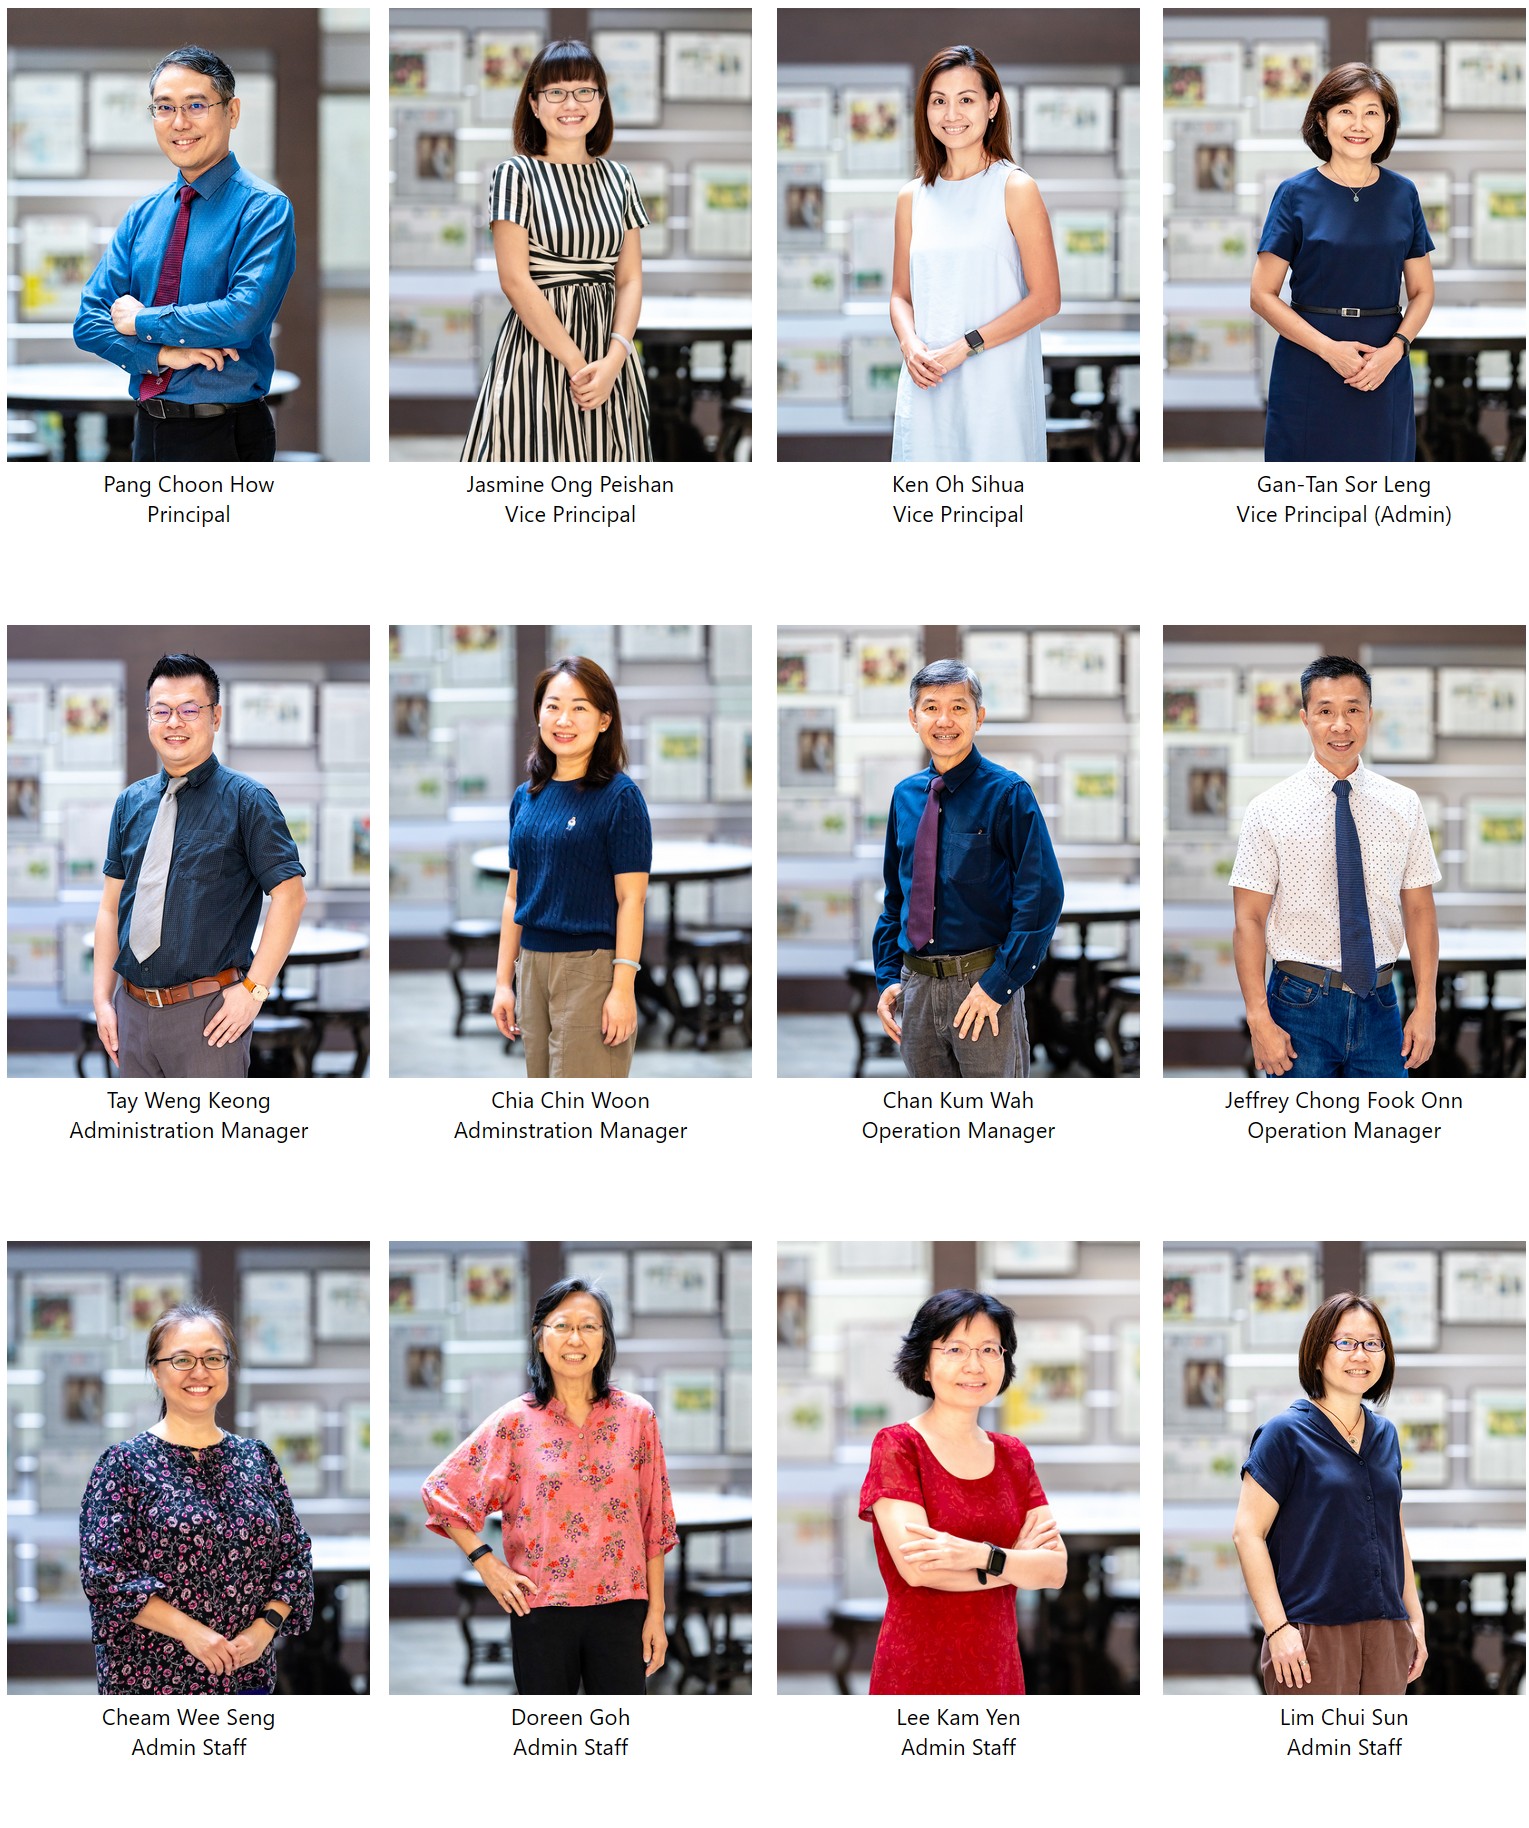 Pang Choon How
Principal
Jasmine Ong Peishan
Vice Principal
Ken Oh Sihua
Vice Principal
Gan-Tan Sor Leng
Vice Principal (Admin)
Tay Weng Keong
Administration Manager
Chia Chin Woon
Adminstration Manager
Chan Kum Wah
Operation Manager
Jeffrey Chong Fook Onn
Operation Manager
Cheam Wee Seng
Admin Staff
Doreen Goh
Admin Staff
Lee Kam Yen
Admin Staff
Lim Chui Sun
Admin Staff